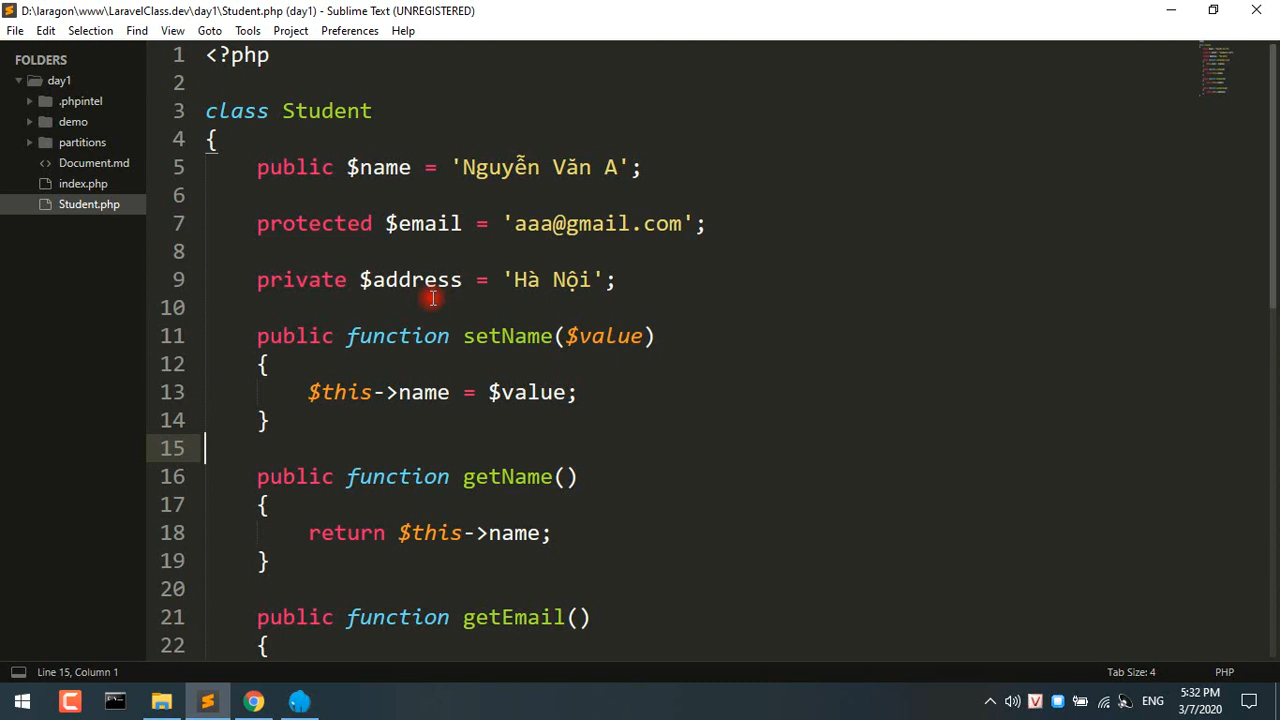 D:\laragon\www\LaravelClass.dev\day1\Student.php (day1) - Sublime Text (UNREGISTERED)
File Edit Selection Find View Goto Tools Project Preferences Help
FOLDERS
day1
.phpintel
demo
partitions
Document.md
index.php
Student.php
1 <?php
2
3 class Student
4 {
5 public $name = 'Nguyễn Văn A';
6
7 protected $email = 'aaa@gmail.com';
8
9 private $address = 'Hà Nội';
10
11 public function setName($value)
12 {
13 $this->name = $value;
14 }
15
16 public function getName()
17 {
18 return $this->name;
19 }
20
21 public function getEmail()
22 {
Line 15, Column 1
Tab Size: 4 PHP
ENG
5:32 PM
3/7/2020